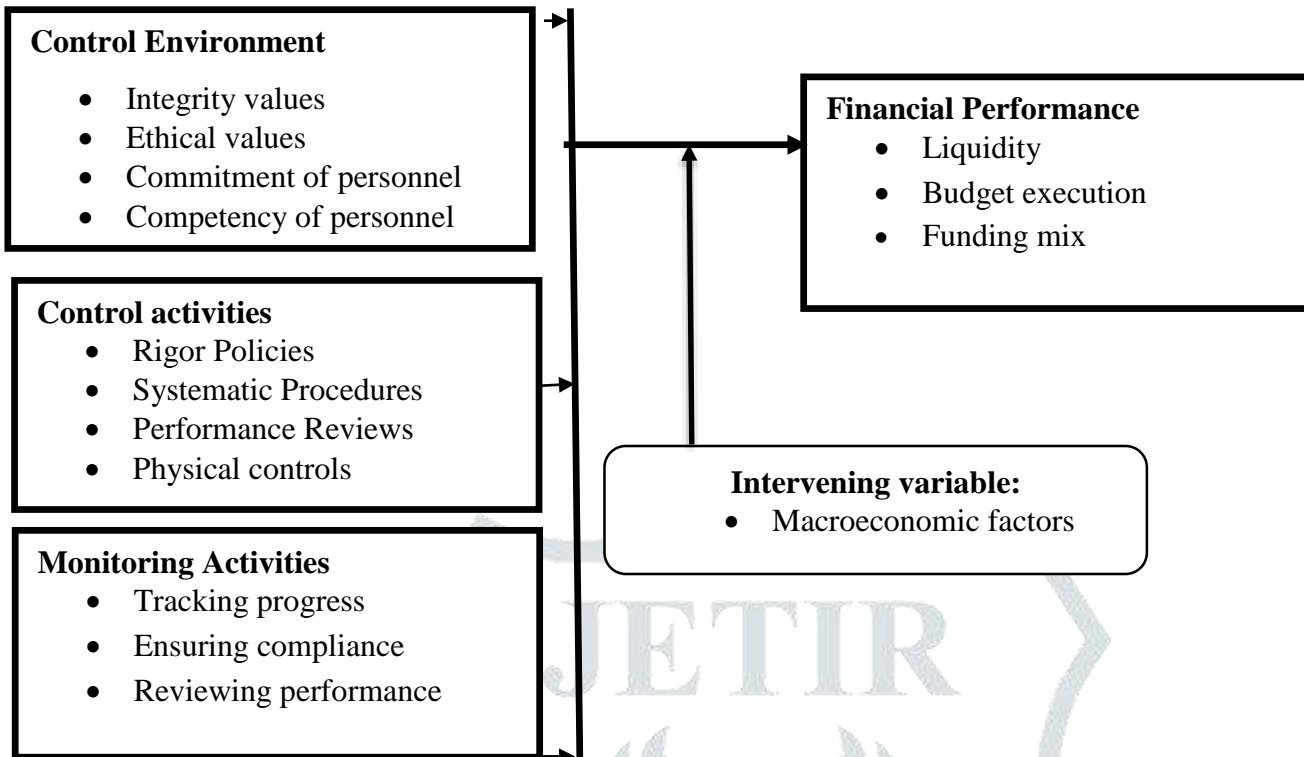 Control Environment
• Integrity values
• Ethical values
• Commitment of personnel
• Competency of personnel
Financial Performance
• Liquidity
• Budget execution
• Funding mix
Control activities
• Rigor Policies
• Systematic Procedures
• Performance Reviews
• Physical controls
Intervening variable:
• Macroeconomic factors
Monitoring Activities
• Tracking progress
• Ensuring compliance
• Reviewing performance
JETIR